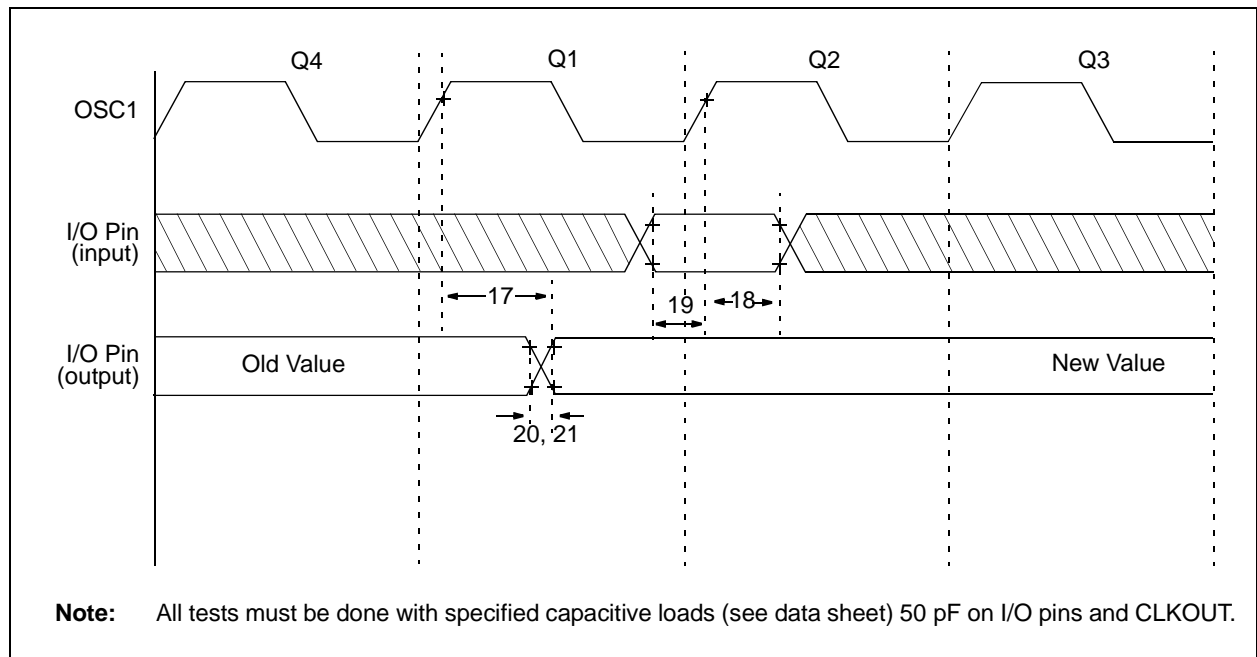 Q4
Q1
Q2
Q3
OSC1
I/O Pin
(input)
17
19
18
I/O Pin
(output)
Old Value
New Value
20, 21
Note: All tests must be done with specified capacitive loads (see data sheet) 50 pF on I/O pins and CLKOUT.